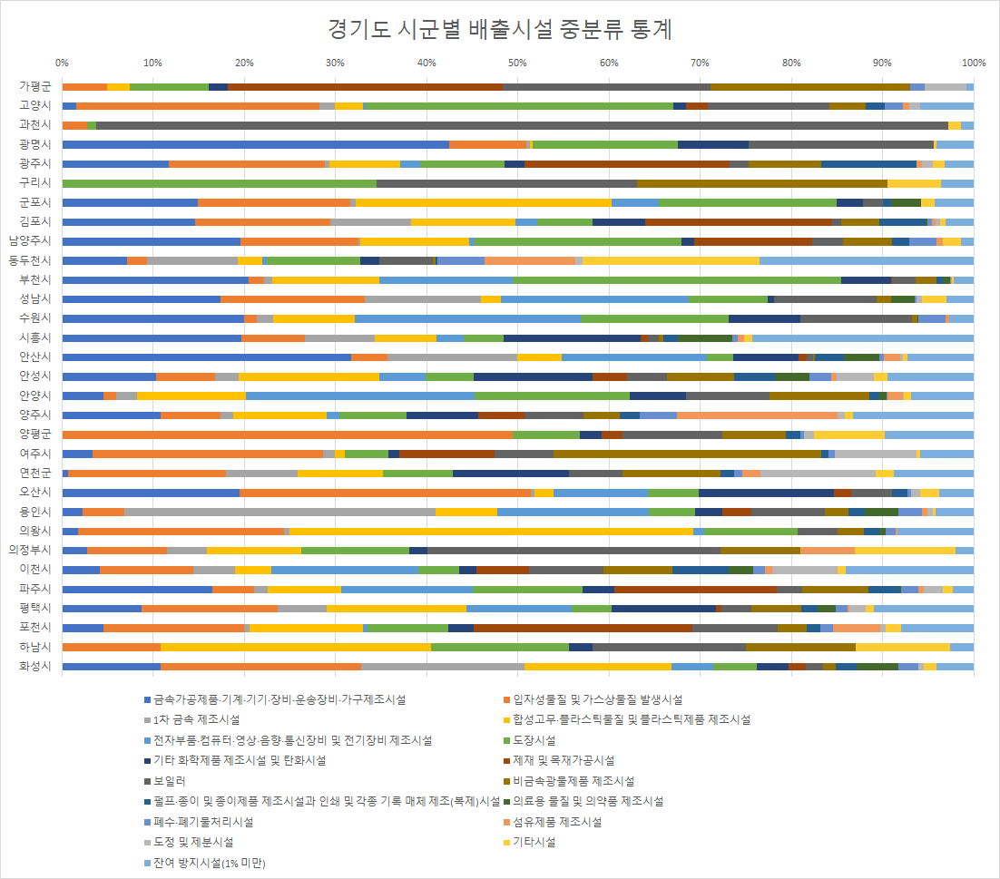 경기도 시군별 배출시설 중분류 통계
0% 10% 20% 30% 40% 50% 60% 70% 80% 90% 100%
가평군
고양시
과천시
광명시
광주시
구리시
군포시
김포시
남양주시
동두천시
부천시
성남시
수원시
시흥시
안산시
안성시
안양시
양주시
양평군
여주시
연천군
오산시
용인시
의왕시
의정부시
이천시
파주시
평택시
포천시
하남시
화성시
금속가공제품·기계·기기·장비·운송장비·가구제조시설 입자성물질 및 가스상물질 발생시설
1차 금속 제조시설 합성고무·플라스틱물질 및 플라스틱제품 제조시설
전자부품·컴퓨터·영상·음향·통신장비 및 전기장비 제조시설 도장시설
기타 화학제품 제조시설 및 탄화시설 제재 및 목재가공시설
보일러 비금속광물제품 제조시설
펄프·종이 및 종이제품 제조시설과 인쇄 및 각종 기록 매체 제조(복제)시설 의료용 물질 및 의약품 제조시설
폐수·폐기물처리시설 섬유제품 제조시설
도정 및 제분시설 기타시설
잔여 방지시설(1% 미만)